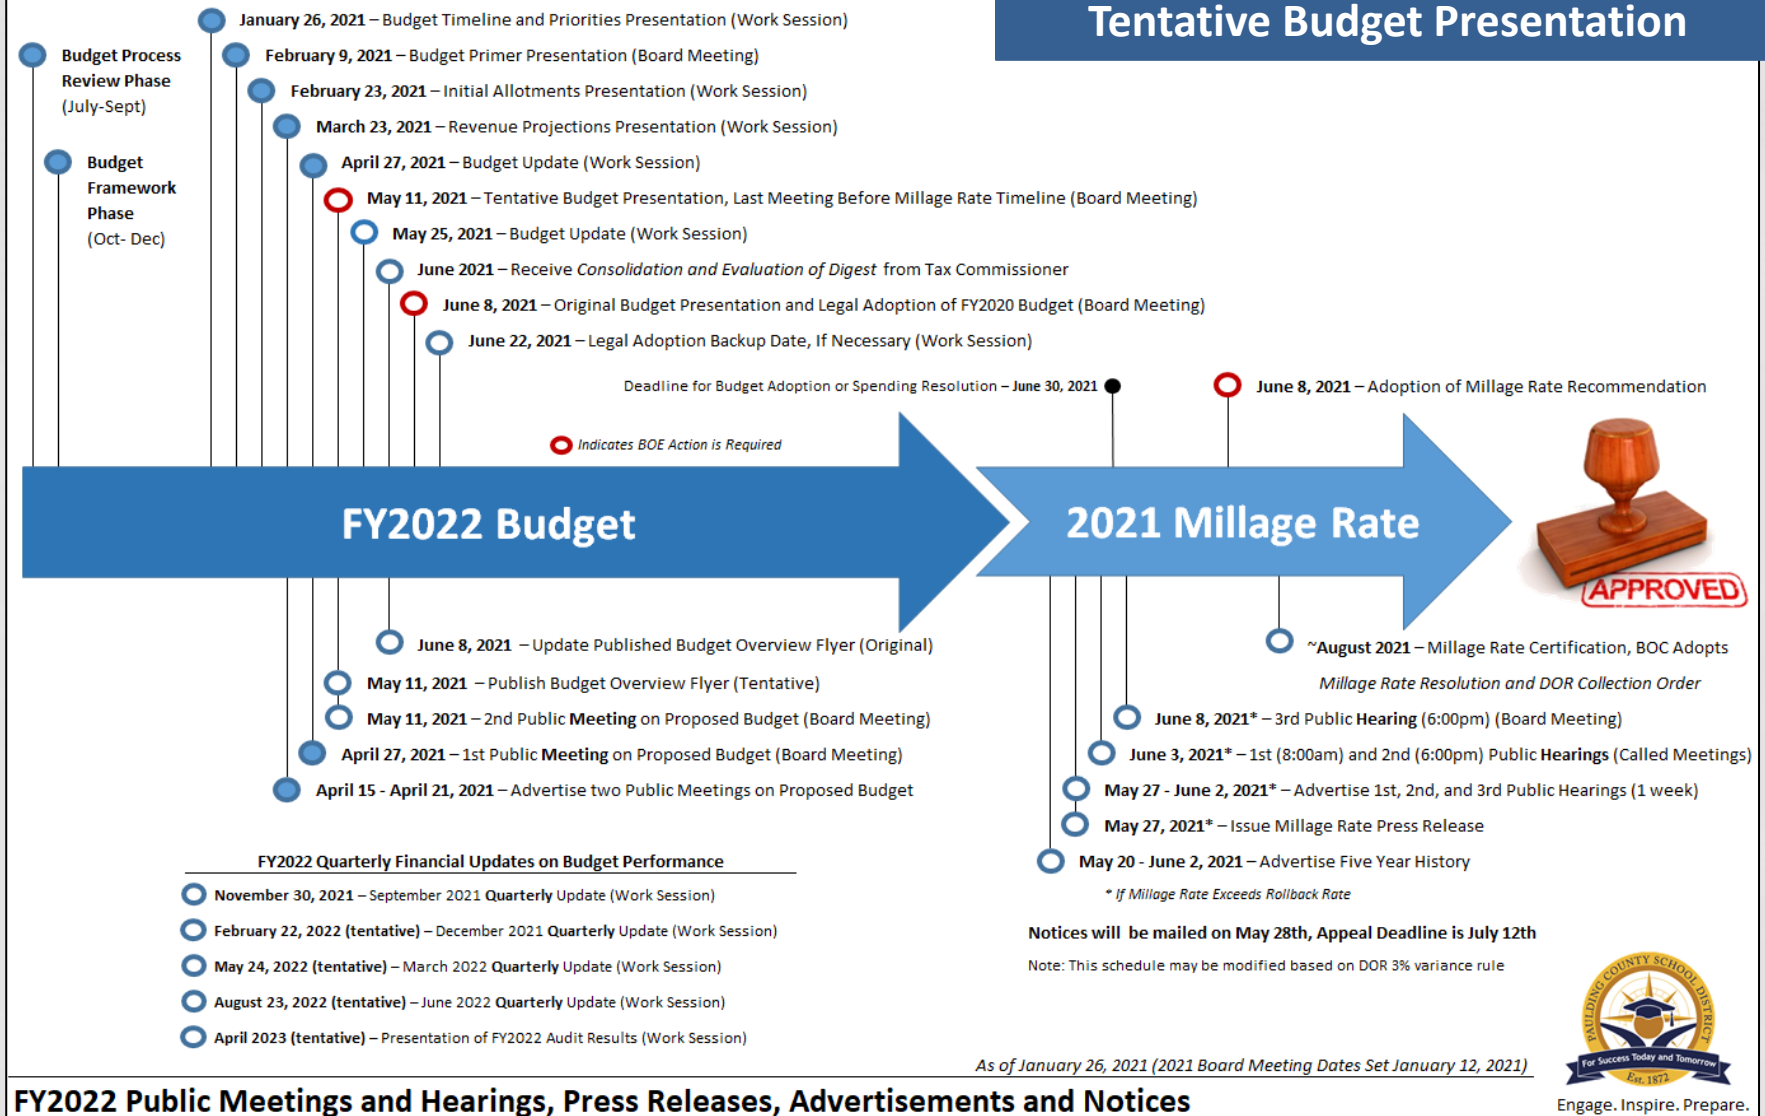 Tentative Budget Presentation
January 26, 2021 – Budget Timeline and Priorities Presentation (Work Session)
Budget Process
Review Phase
(July-Sept)
February 9, 2021 – Budget Primer Presentation (Board Meeting)
February 23, 2021 – Initial Allotments Presentation (Work Session)
March 23, 2021 – Revenue Projections Presentation (Work Session)
Budget
Framework
Phase
(Oct- Dec)
April 27, 2021 – Budget Update (Work Session)
May 11, 2021 – Tentative Budget Presentation, Last Meeting Before Millage Rate Timeline (Board Meeting)
May 25, 2021 – Budget Update (Work Session)
June 2021 – Receive Consolidation and Evaluation of Digest from Tax Commissioner
June 8, 2021 – Original Budget Presentation and Legal Adoption of FY2020 Budget (Board Meeting)
June 22, 2021 – Legal Adoption Backup Date, If Necessary (Work Session)
Deadline for Budget Adoption or Spending Resolution – June 30, 2021
June 8, 2021 – Adoption of Millage Rate Recommendation
Indicates BOE Action is Required
FY2022 Budget
2021 Millage Rate
APPROVED
June 8, 2021 – Update Published Budget Overview Flyer (Original)
May 11, 2021 – Publish Budget Overview Flyer (Tentative)
May 11, 2021 – 2nd Public Meeting on Proposed Budget (Board Meeting)
April 27, 2021 – 1st Public Meeting on Proposed Budget (Board Meeting)
April 15 - April 21, 2021 – Advertise two Public Meetings on Proposed Budget
~August 2021 – Millage Rate Certification, BOC Adopts
Millage Rate Resolution and DOR Collection Order
June 8, 2021* – 3rd Public Hearing (6:00pm) (Board Meeting)
June 3, 2021* – 1st (8:00am) and 2nd (6:00pm) Public Hearings (Called Meetings)
May 27 - June 2, 2021* – Advertise 1st, 2nd, and 3rd Public Hearings (1 week)
May 27, 2021* – Issue Millage Rate Press Release
May 20 - June 2, 2021 – Advertise Five Year History
* If Millage Rate Exceeds Rollback Rate
Notices will be mailed on May 28th, Appeal Deadline is July 12th
Note: This schedule may be modified based on DOR 3% variance rule
FY2022 Quarterly Financial Updates on Budget Performance
November 30, 2021 – September 2021 Quarterly Update (Work Session)
February 22, 2022 (tentative) – December 2021 Quarterly Update (Work Session)
May 24, 2022 (tentative) – March 2022 Quarterly Update (Work Session)
August 23, 2022 (tentative) – June 2022 Quarterly Update (Work Session)
April 2023 (tentative) – Presentation of FY2022 Audit Results (Work Session)
As of January 26, 2021 (2021 Board Meeting Dates Set January 12, 2021)
PAULDING COUNTY SCHOOL DISTRICT
For Success Today and Tomorrow
Est. 1872
Engage. Inspire. Prepare.
FY2022 Public Meetings and Hearings, Press Releases, Advertisements and Notices